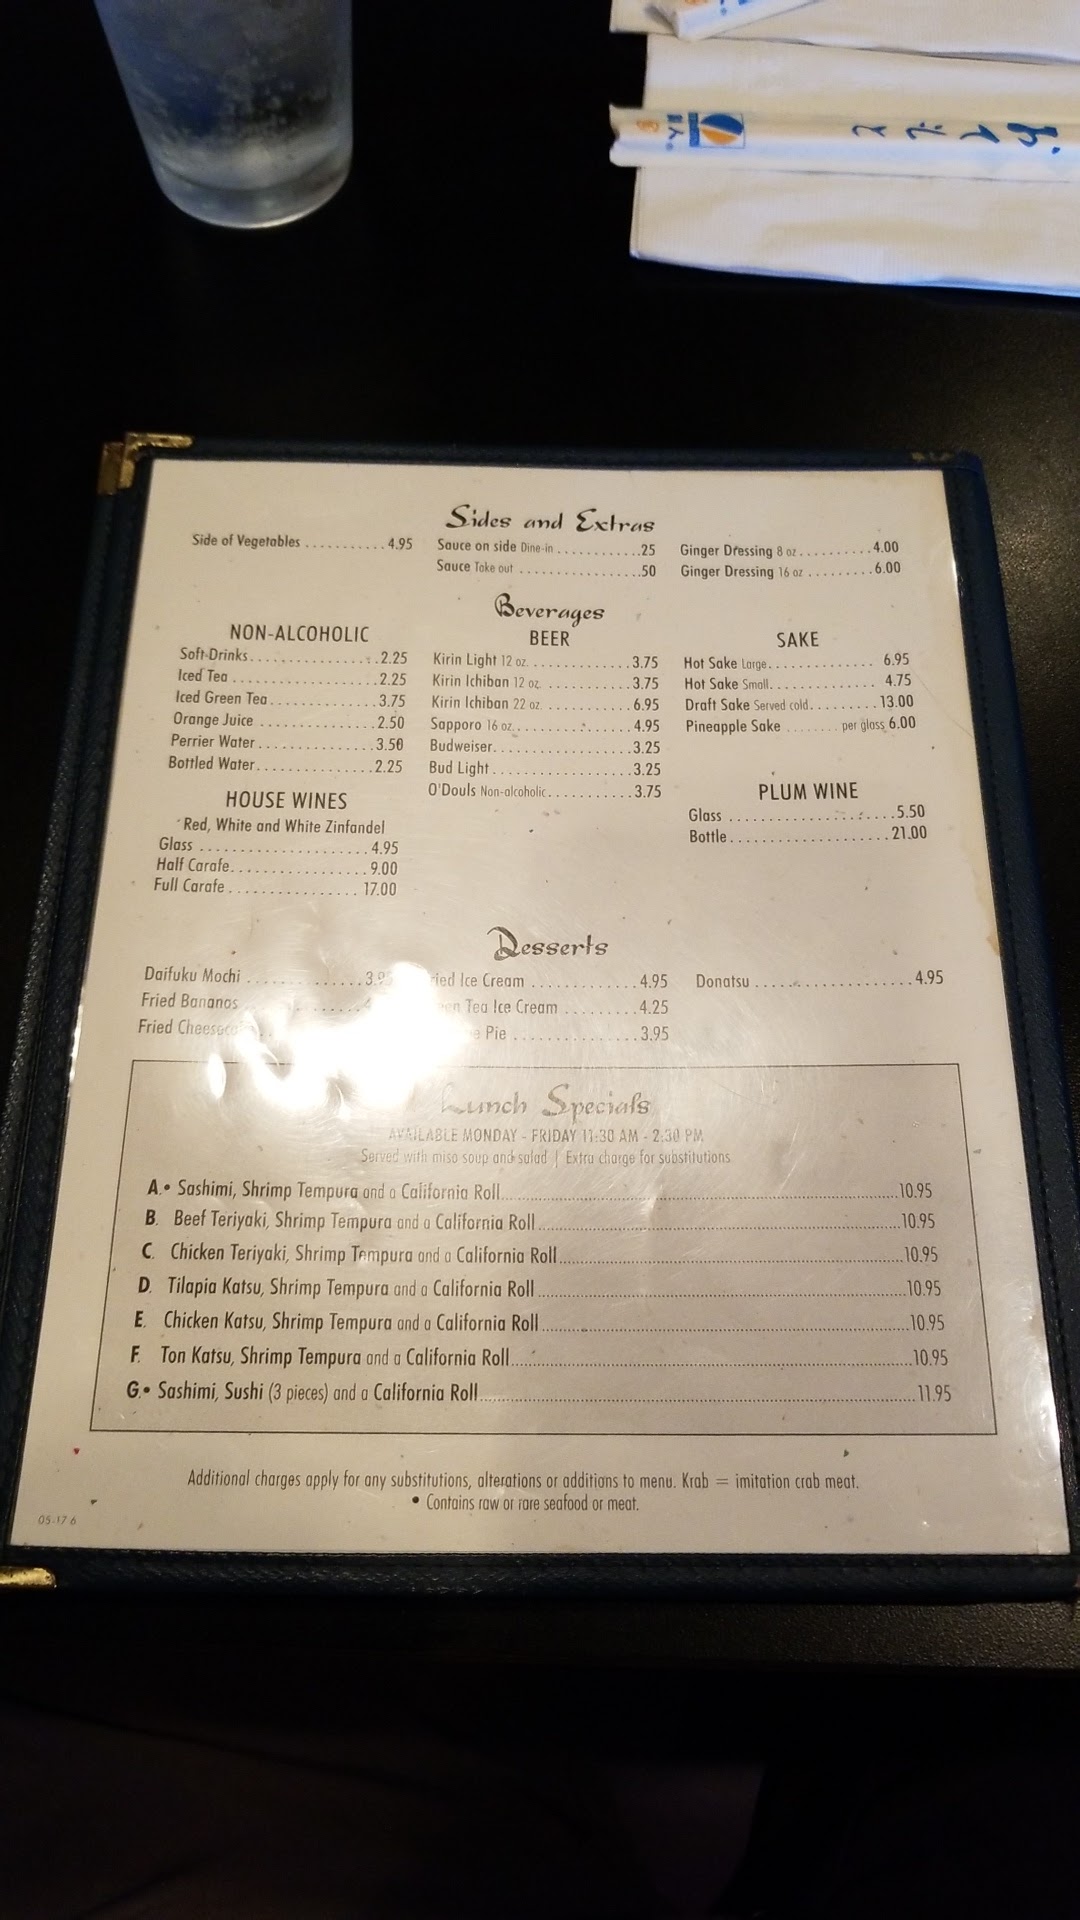 Sides and Extras
Side of Vegetables ........... 4.95
Sauce on side Dine-in ............ .25
Sauce Take out ................. .50
Ginger Dressing 8 oz .......... 4.00
Ginger Dressing 16 oz ......... 6.00
Beverages
NON-ALCOHOLIC
Soft Drinks ................ 2.25
Iced Tea .................. 2.25
Iced Green Tea ............. 3.75
Orange Juice .............. 2.50
Perrier Water .............. 3.50
Bottled Water .............. 2.25
HOUSE WINES
Red, White and White Zinfandel
Glass ..................... 4.95
Half Carafe ................. 9.00
Full Carafe ................ 17.00
BEER
Kirin Light 12 oz. ............. 3.75
Kirin Ichiban 12 oz. ........... 3.75
Kirin Ichiban 22 oz. ........... 6.95
Sapporo 16 oz. ............... 4.95
Budweiser .................. 3.25
Bud Light ................... 3.25
O'Douls Non-alcoholic ........... 3.75
SAKE
Hot Sake Large .............. 6.95
Hot Sake Small .............. 4.75
Draft Sake Served cold ......... 13.00
Pineapple Sake ....... per glass 6.00
PLUM WINE
Glass ..................... 5.50
Bottle .................... 21.00
Desserts
Daifuku Mochi .............. 3.95
Fried Bananas
Fried
Ice Cream .............. 4.95
Tea Ice Cream ......... 4.25
Pie ................ 3.95
Donatsu .................... 4.95
Lunch Specials
AVAILABLE MONDAY - FRIDAY 11:30 AM - 2:30 PM
Served with miso soup and salad | Extra charge for substitutions
A.• Sashimi, Shrimp Tempura and a California Roll ........ 10.95
B. Beef Teriyaki, Shrimp Tempura and a California Roll ........ 10.95
C. Chicken Teriyaki, Shrimp Tempura and a California Roll ........ 10.95
D. Tilapia Katsu, Shrimp Tempura and a California Roll ........ 10.95
E. Chicken Katsu, Shrimp Tempura and a California Roll ........ 10.95
F. Ton Katsu, Shrimp Tempura and a California Roll ........ 10.95
G.• Sashimi, Sushi (3 pieces) and a California Roll ........ 11.95
Additional charges apply for any substitutions, alterations or additions to menu. Krab = imitation crab meat.
• Contains raw or rare seafood or meat.
05-17 6